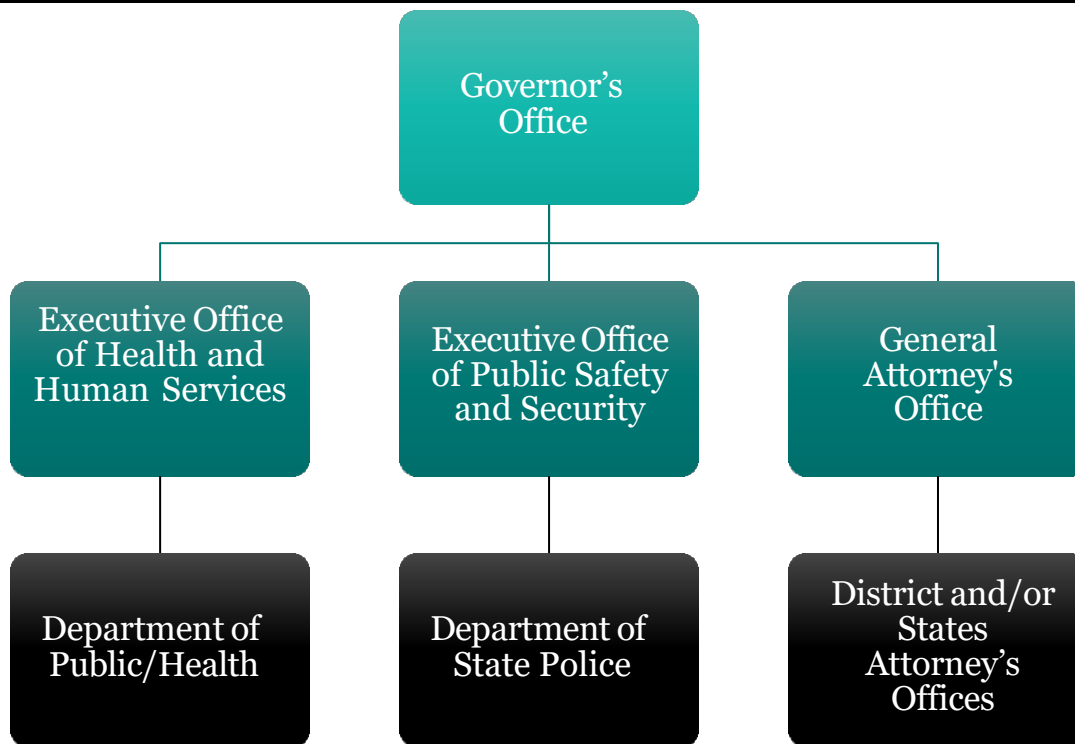 Governor’s
Office
Executive Office
of Health and
Human Services
Executive Office
of Public Safety
and Security
General
Attorney's
Office
Department of
Public/Health
Department of
State Police
District and/or
States
Attorney’s
Offices